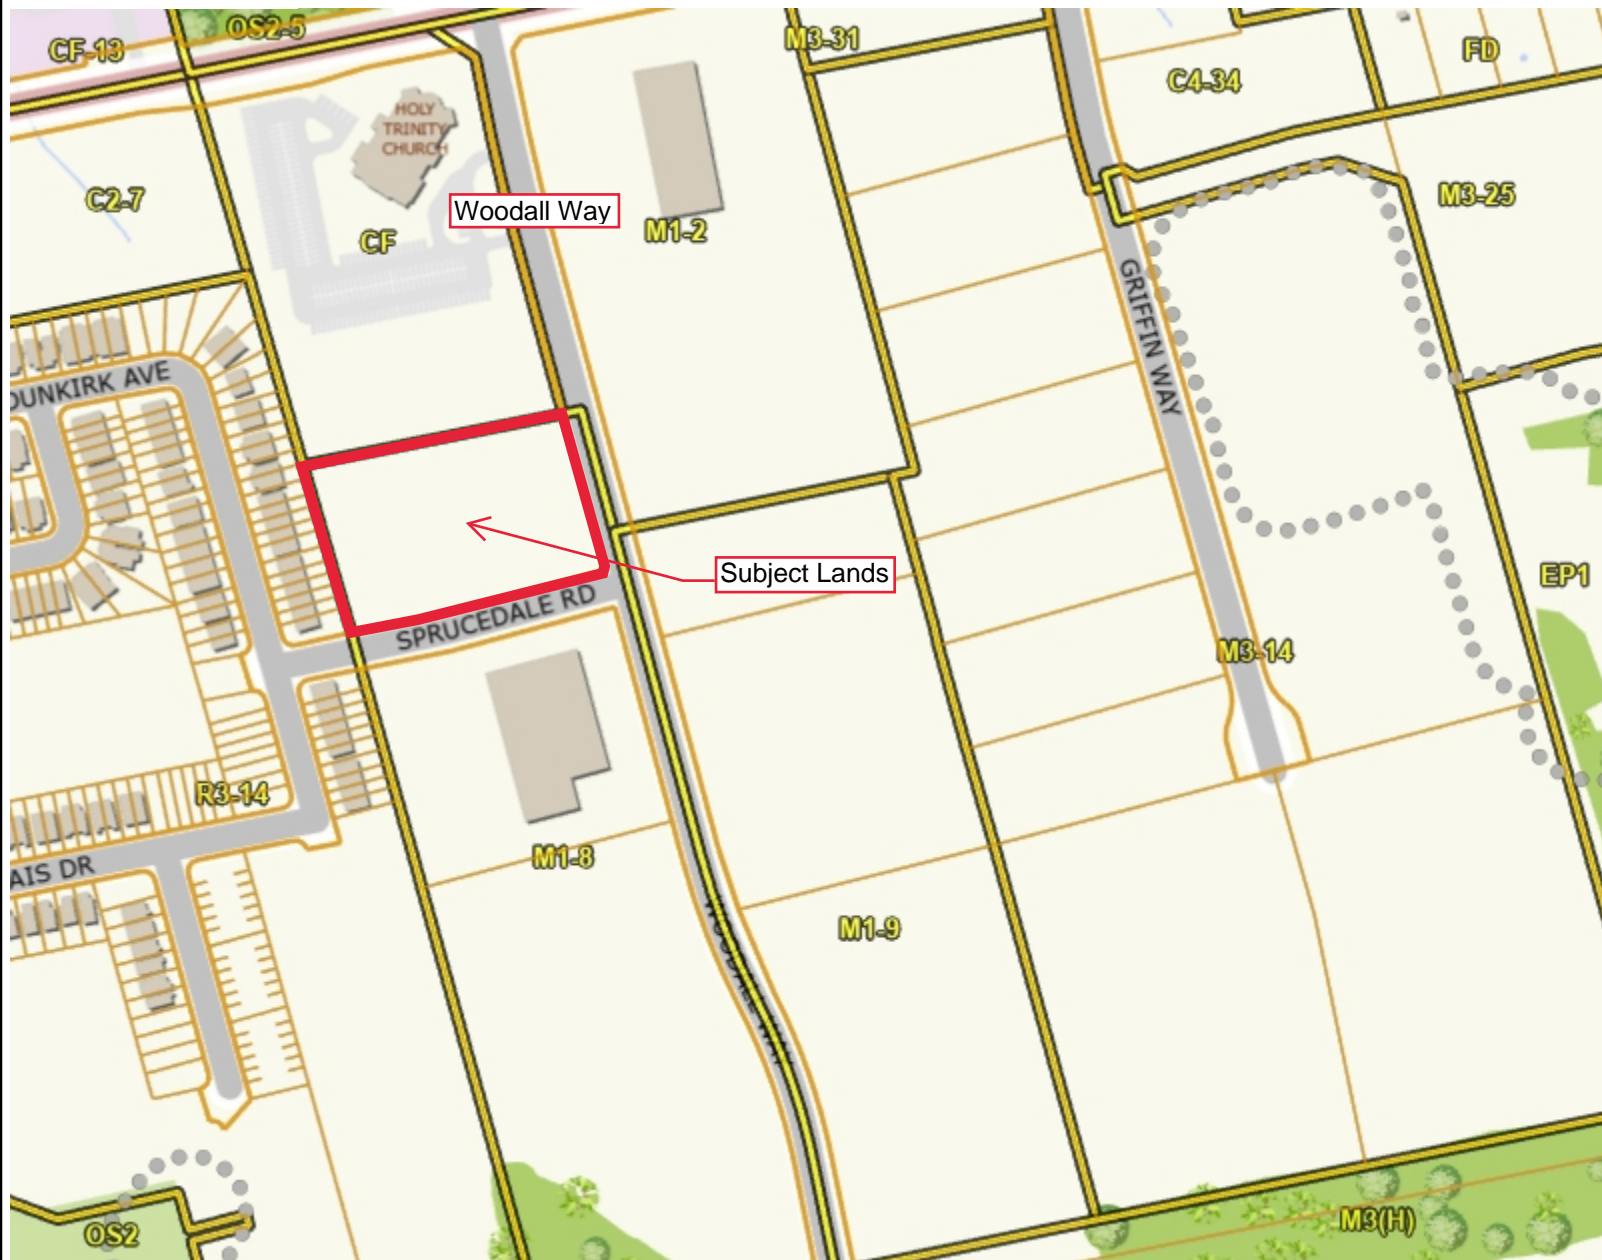 CF-13
OS2-5
M3-31
C4-34
FD
HOLY
TRINITY
CHURCH
C2-7
Woodall Way
CF
M1-2
M3-25
GRIFFIN WAY
DUNKIRK AVE
Subject Lands
EP1
SPRUCEDALE RD
M3-14
R3-14
M1-8
AIS DR
M1-9
WOODALL WAY
OS2
M3(H)